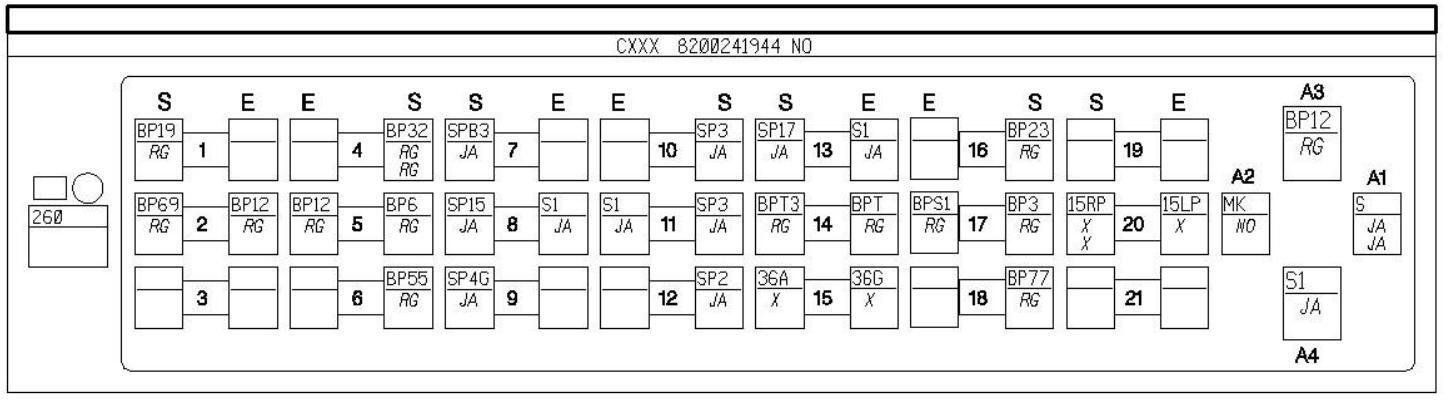 CXXX 8200241944 NO
S E E S S E E S S E E S S E A3
BP19 BP32 SPB3 SP3 SP17 S1 BP23 BP12
RG 1 4 RG JA 7 10 JA JA 13 JA 16 RG 19 RG
RG
A2 A1
260 BP69 BP12 BP12 BP6 SP15 S1 S1 SP3 BPT3 BPT BPS1 BP3 15RP 15LP MK S
RG 2 RG RG 5 RG JA 8 JA JA 11 JA RG 14 RG RG 17 RG X 20 X NO JA
X JA
BP55 SP4G SP2 36A 36G BP77 S1
3 6 RG JA 9 12 JA X 15 X 18 RG 21 JA
A4